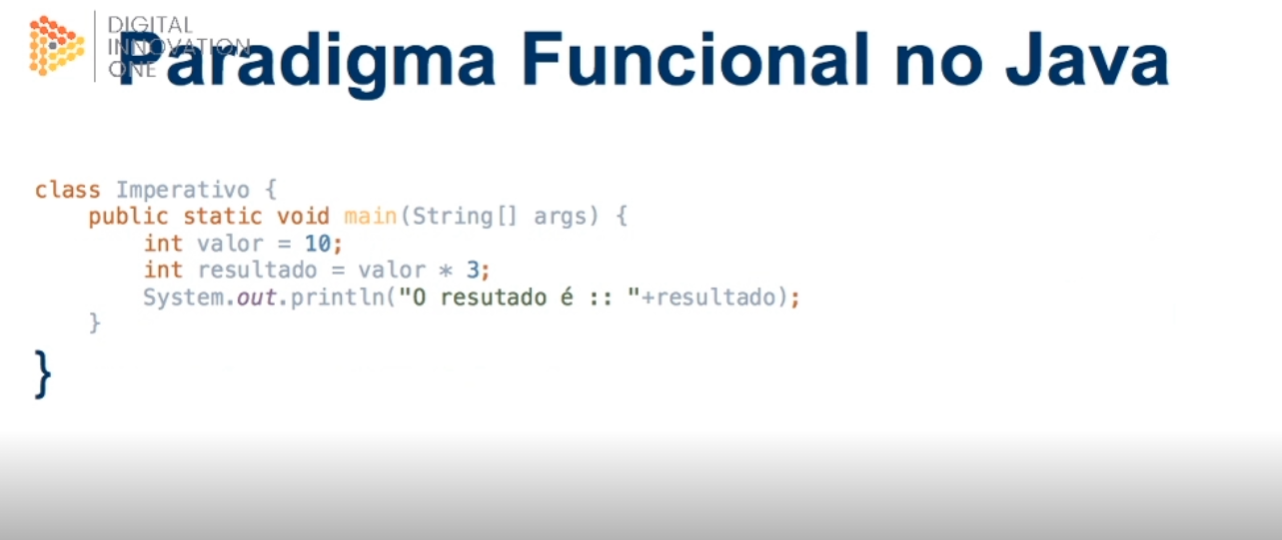 DIGITAL
INNOVATION
ONE
Paradigma Funcional no Java
class Imperativo {
    public static void main(String[] args) {
        int valor = 10;
        int resultado = valor * 3;
        System.out.println("O resutado é :: "+resultado);
    }
}